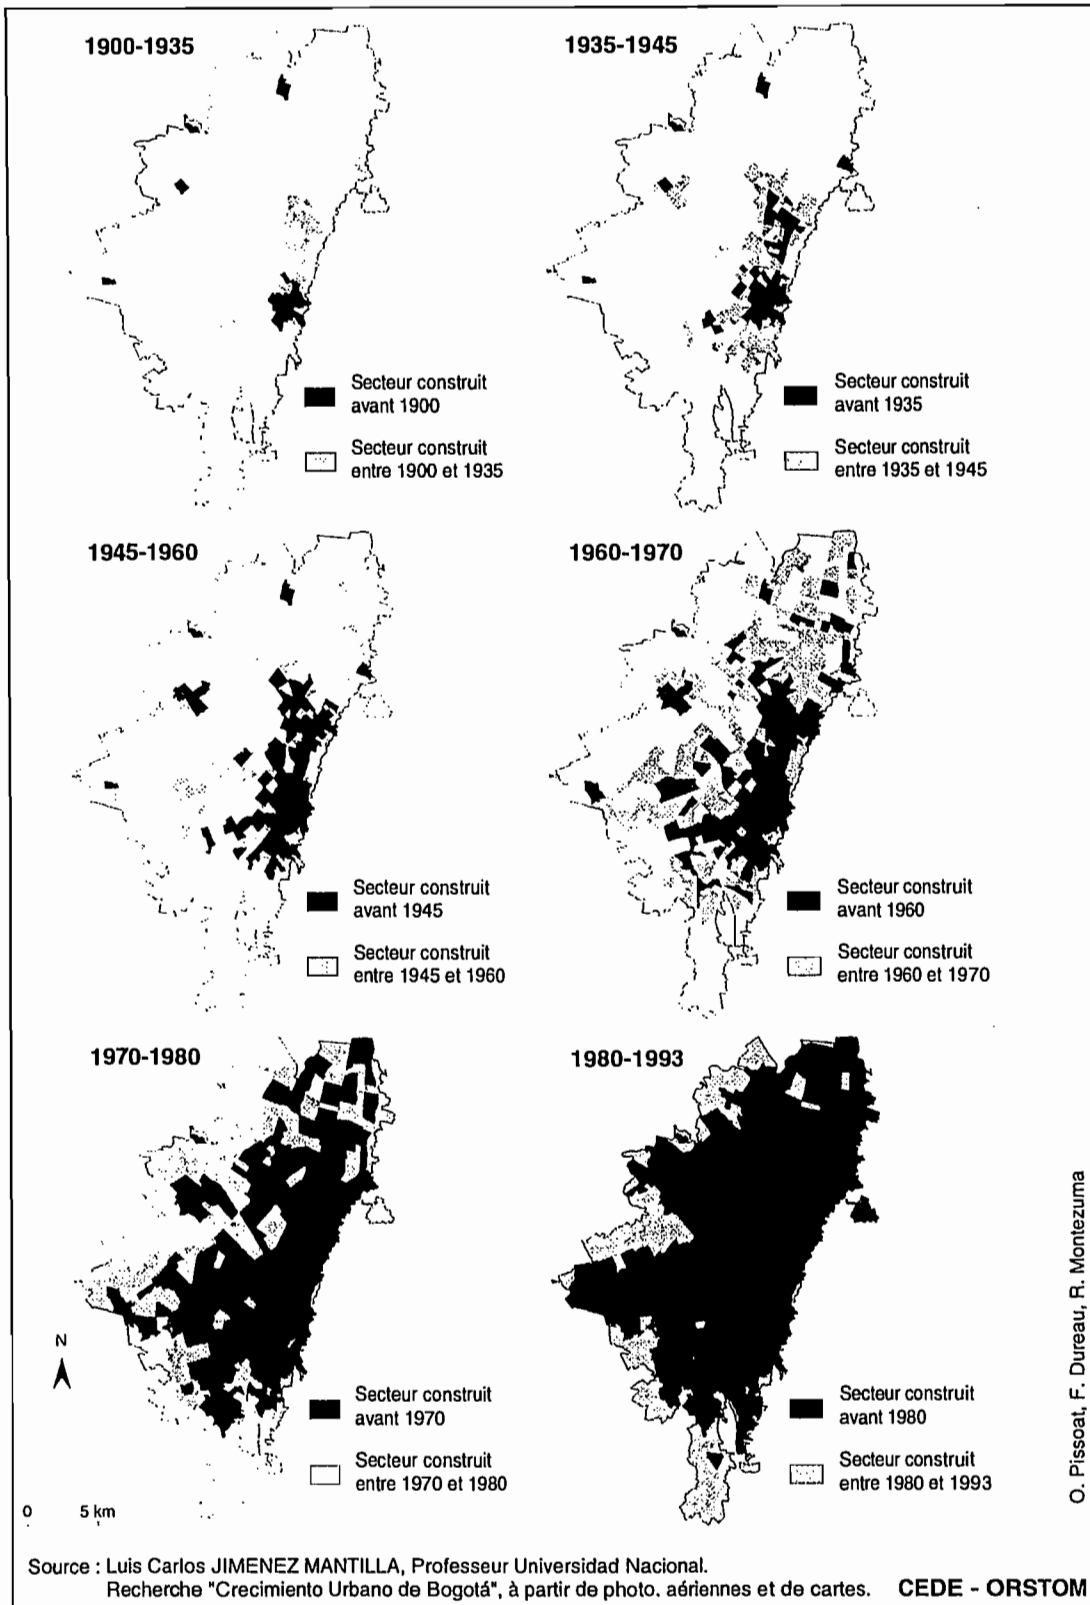 1900-1935
Secteur construit
avant 1900
Secteur construit
entre 1900 et 1935
1935-1945
Secteur construit
avant 1935
Secteur construit
entre 1935 et 1945
1945-1960
Secteur construit
avant 1945
Secteur construit
entre 1945 et 1960
1960-1970
Secteur construit
avant 1960
Secteur construit
entre 1960 et 1970
1970-1980
N
Secteur construit
avant 1970
Secteur construit
entre 1970 et 1980
0 5 km
1980-1993
Secteur construit
avant 1980
Secteur construit
entre 1980 et 1993
O. Pissoat, F. Dureau, R. Montezuma
Source : Luis Carlos JIMENEZ MANTILLA, Professeur Universidad Nacional.
Recherche "Crecimiento Urbano de Bogotá", à partir de photo. aériennes et de cartes. CEDE - ORSTOM